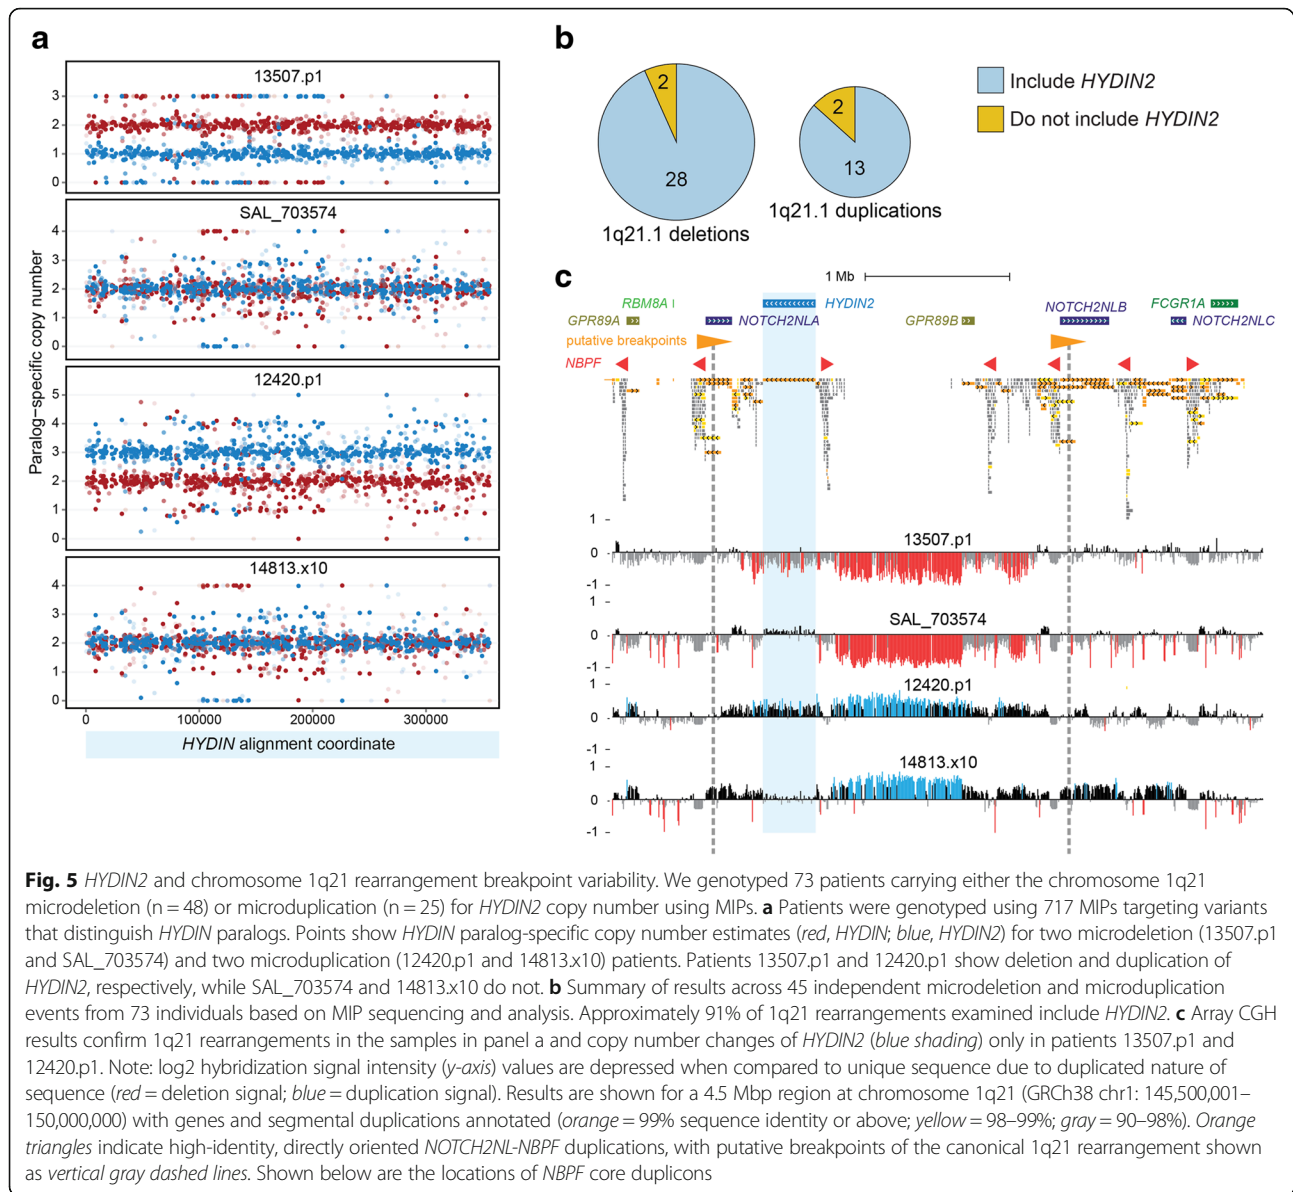 a
13507.p1
3
2
1
0
SAL_703574
4
3
2
1
0
12420.p1
5
4
3
2
1
0
14813.x10
4
3
2
1
0
Paralog−specific copy number
0 100000 200000 300000
HYDIN alignment coordinate
b
2
28
1q21.1 deletions
2
13
1q21.1 duplications
Include HYDIN2
Do not include HYDIN2
c
1 Mb
RBM8A HYDIN2 NOTCH2NLB FCGR1A
GPR89A NOTCH2NLA GPR89B NOTCH2NLC
putative breakpoints
NBPF
1
13507.p1
0
-1
1
SAL_703574
0
1
12420.p1
1
0
-1
14813.x10
1
0
-1
Fig. 5 HYDIN2 and chromosome 1q21 rearrangement breakpoint variability. We genotyped 73 patients carrying either the chromosome 1q21
microdeletion (n = 48) or microduplication (n = 25) for HYDIN2 copy number using MIPs. a Patients were genotyped using 717 MIPs targeting variants
that distinguish HYDIN paralogs. Points show HYDIN paralog-specific copy number estimates (red, HYDIN; blue, HYDIN2) for two microdeletion (13507.p1
and SAL_703574) and two microduplication (12420.p1 and 14813.x10) patients. Patients 13507.p1 and 12420.p1 show deletion and duplication of
HYDIN2, respectively, while SAL_703574 and 14813.x10 do not. b Summary of results across 45 independent microdeletion and microduplication
events from 73 individuals based on MIP sequencing and analysis. Approximately 91% of 1q21 rearrangements examined include HYDIN2. c Array CGH
results confirm 1q21 rearrangements in the samples in panel a and copy number changes of HYDIN2 (blue shading) only in patients 13507.p1 and
12420.p1. Note: log2 hybridization signal intensity (y-axis) values are depressed when compared to unique sequence due to duplicated nature of
sequence (red = deletion signal; blue = duplication signal). Results are shown for a 4.5 Mbp region at chromosome 1q21 (GRCh38 chr1: 145,500,001–
150,000,000) with genes and segmental duplications annotated (orange = 99% sequence identity or above; yellow = 98–99%; gray = 90–98%). Orange
triangles indicate high-identity, directly oriented NOTCH2NL-NBPF duplications, with putative breakpoints of the canonical 1q21 rearrangement shown
as vertical gray dashed lines. Shown below are the locations of NBPF core duplicons